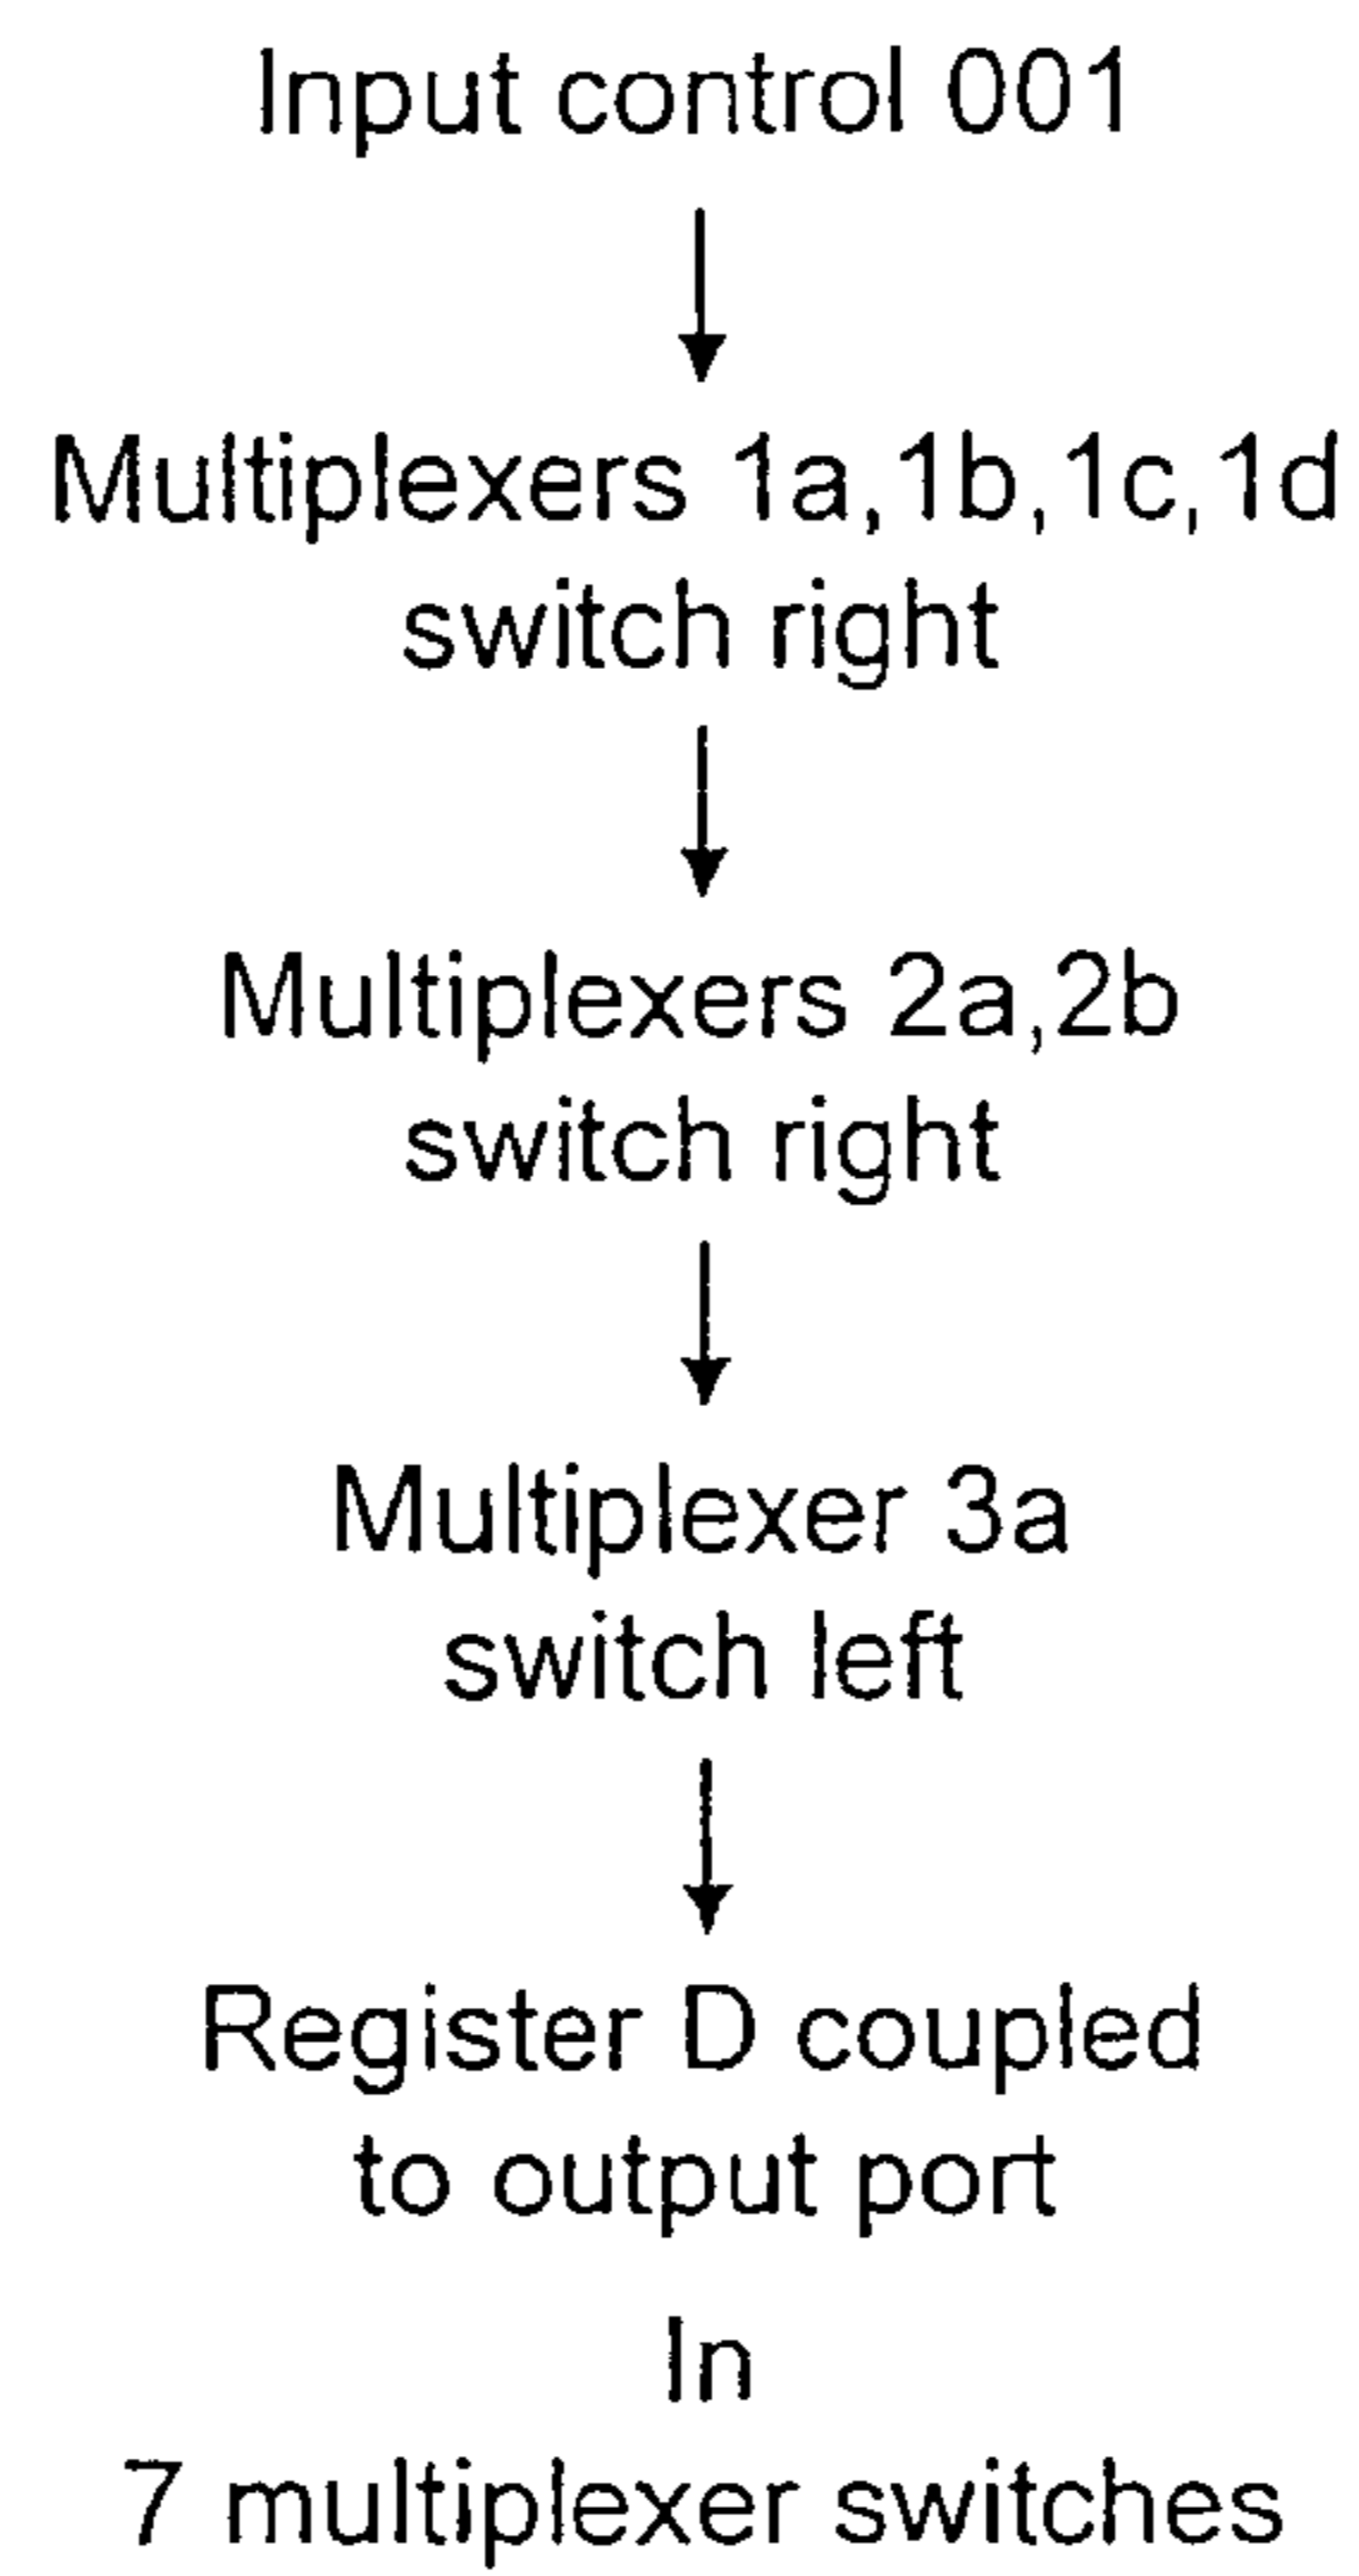 Input control 001
Multiplexers 1a,1b,1c,1d
switch right
Multiplexers 2a,2b
switch right
Multiplexer 3a
switch left
Register D coupled
to output port
In
7 multiplexer switches